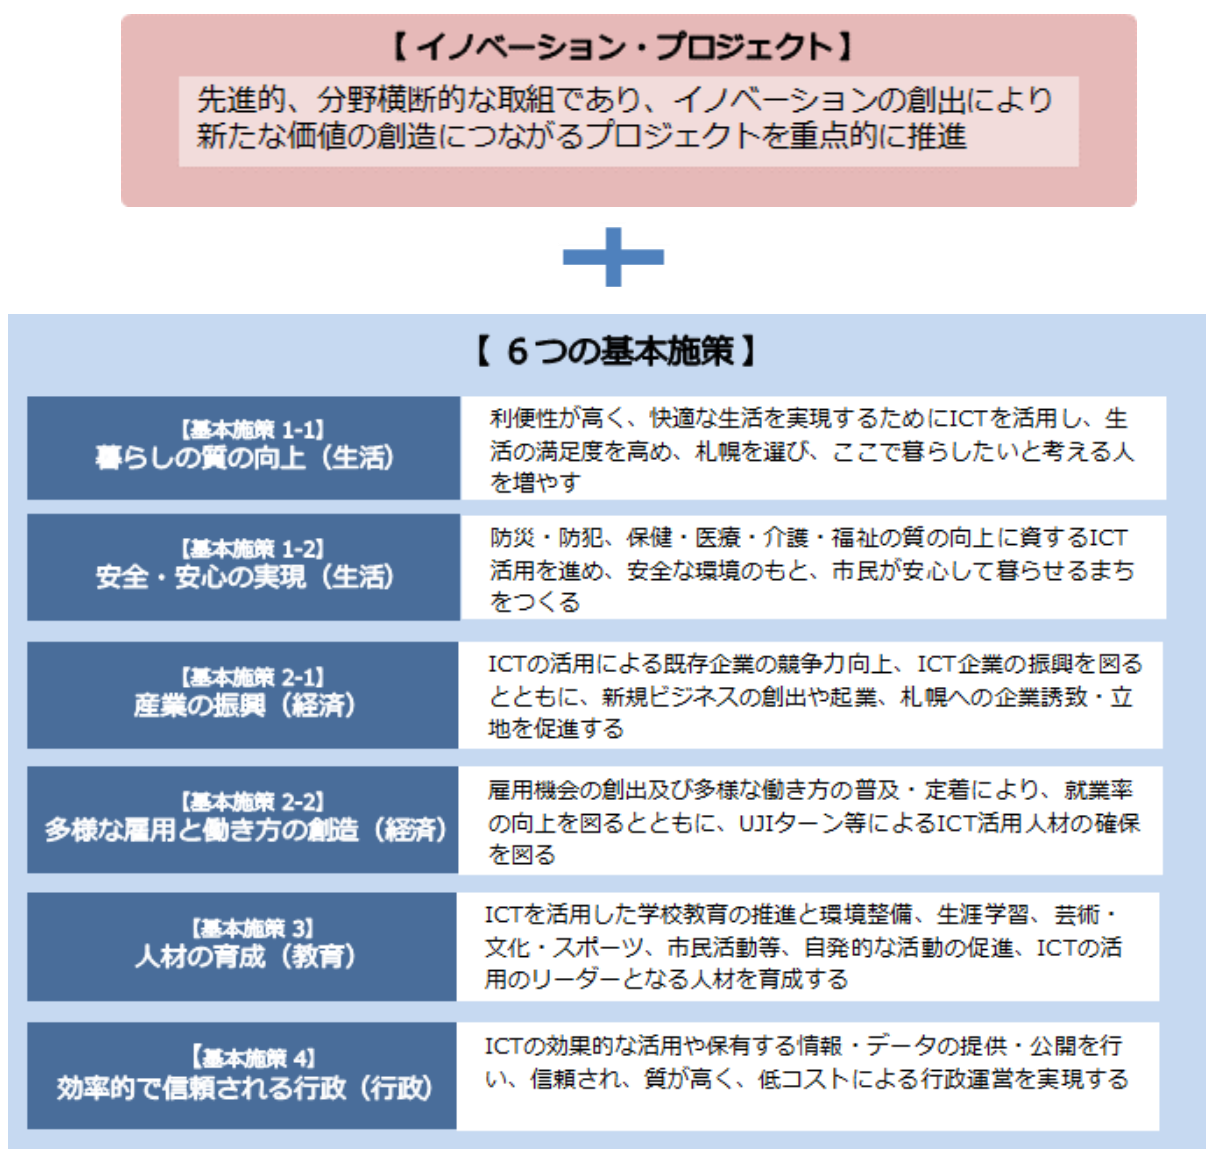 【 イノベーション・プロジェクト】
先進的、分野横断的な取組であり、イノベーションの創出により
新たな価値の創造につながるプロジェクトを重点的に推進
【 ６つの基本施策】
【基本施策 1-1】
暮らしの質の向上（生活）
利便性が高く、快適な生活を実現するためにICTを活用し、生
活の満足度を高め、札幌を選び、ここで暮らしたいと考える人
を増やす
【基本施策 1-2】
安全・安心の実現（生活）
防災・防犯、保健・医療・介護・福祉の質の向上に資するICT
活用を進め、安全な環境のもと、市民が安心して暮らせるまち
をつくる
【基本施策 2-1】
産業の振興（経済）
ICTの活用による既存企業の競争力向上、ICT企業の振興を図る
とともに、新規ビジネスの創出や起業、札幌への企業誘致・立
地を促進する
【基本施策 2-2】
多様な雇用と働き方の創造（経済）
雇用機会の創出及び多様な働き方の普及・定着により、就業率
の向上を図るとともに、UJIターン等によるICT活用人材の確保
を図る
【基本施策 3】
人材の育成（教育）
ICTを活用した学校教育の推進と環境整備、生涯学習、芸術・
文化・スポーツ、市民活動等、自発的な活動の促進、ICTの活
用のリーダーとなる人材を育成する
【基本施策 4】
効率的で信頼される行政（行政）
ICTの効果的な活用や保有する情報・データの提供・公開を行
い、信頼され、質が高く、低コストによる行政運営を実現する